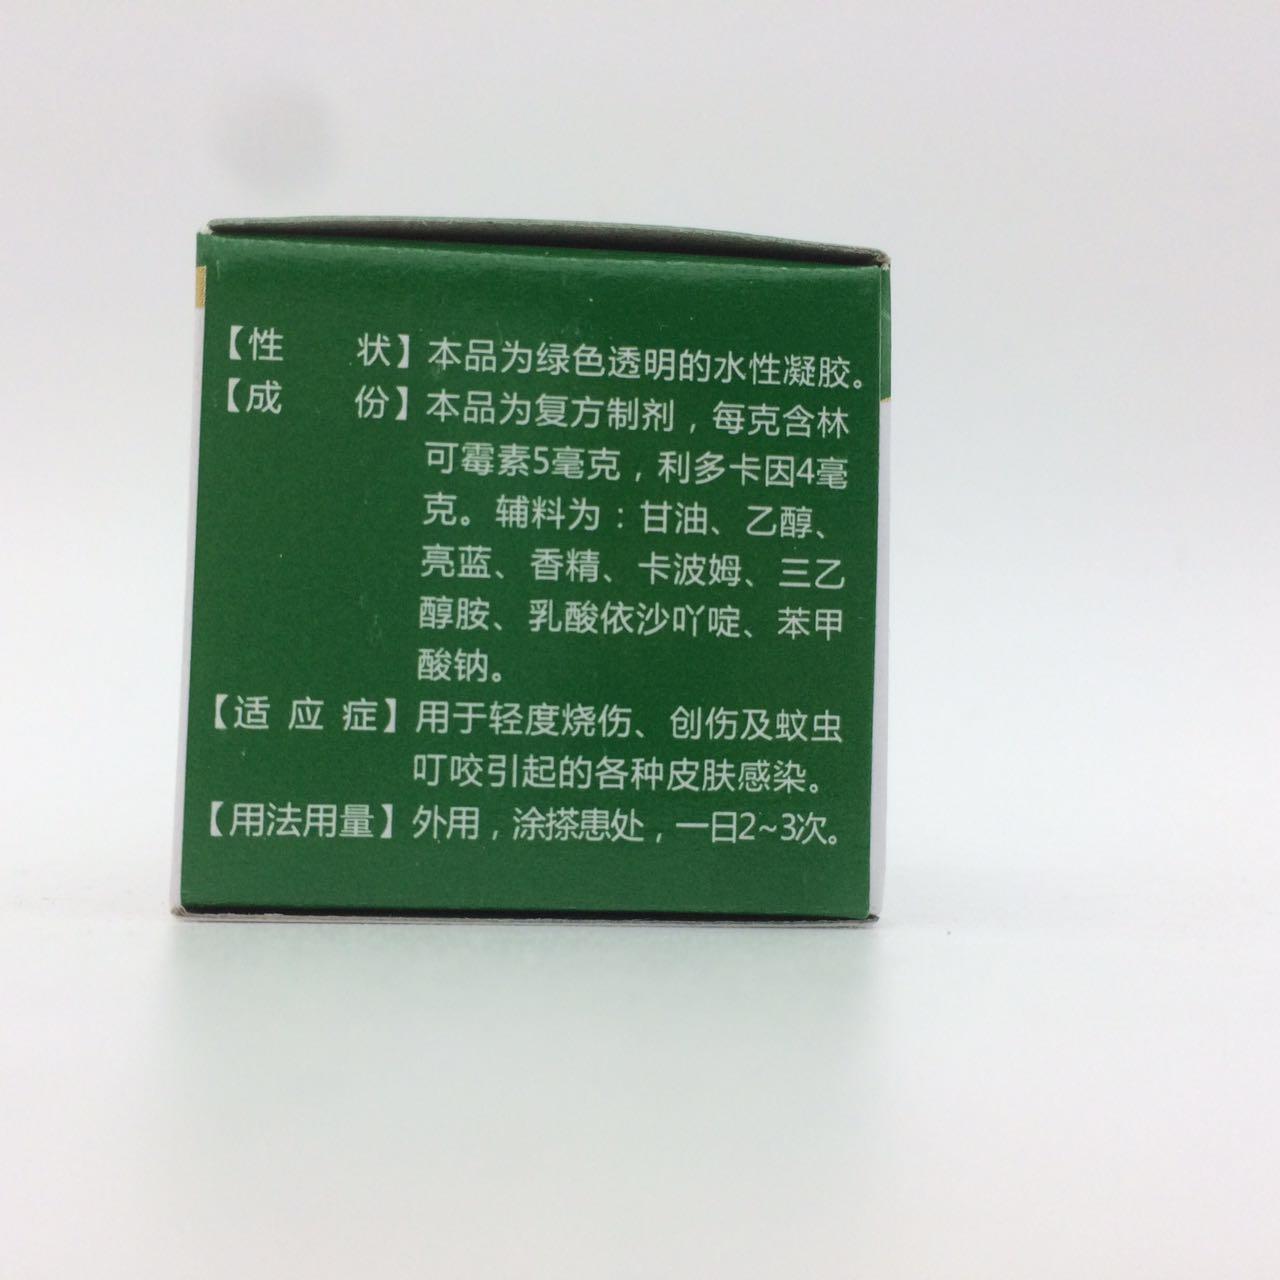 【性 状】本品为绿色透明的水性凝胶。
【成 份】本品为复方制剂，每克含林
可霉素5毫克，利多卡因4毫
克。辅料为：甘油、乙醇、
亮蓝、香精、卡波姆、三乙
醇胺、乳酸依沙吖啶、苯甲
酸钠。
【适 应 症】用于轻度烧伤、创伤及蚊虫
叮咬引起的各种皮肤感染。
【用法用量】外用，涂搽患处，一日2~3次。